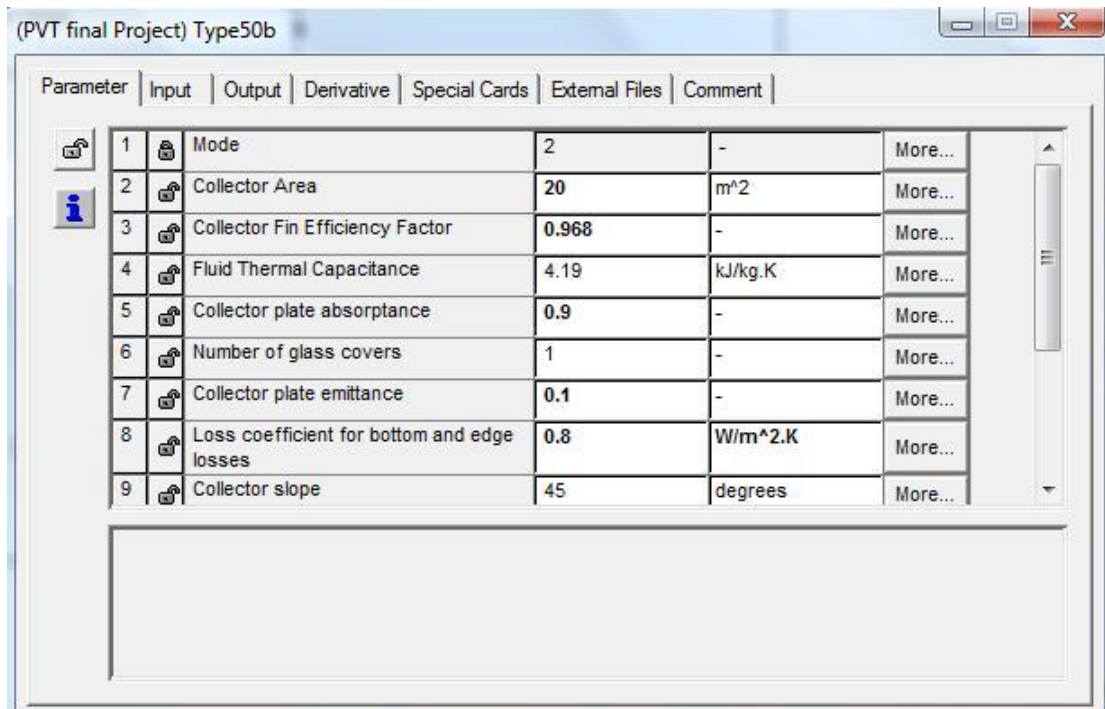 (PVT final Project) Type50b
Parameter Input Output Derivative Special Cards External Files Comment
1 Mode 2 - More...
2 Collector Area 20 m^2 More...
3 Collector Fin Efficiency Factor 0.968 - More...
4 Fluid Thermal Capacitance 4.19 kJ/kg.K More...
5 Collector plate absorptance 0.9 - More...
6 Number of glass covers 1 - More...
7 Collector plate emittance 0.1 - More...
8 Loss coefficient for bottom and edge 0.8 W/m^2.K More...
losses
9 Collector slope 45 degrees More...